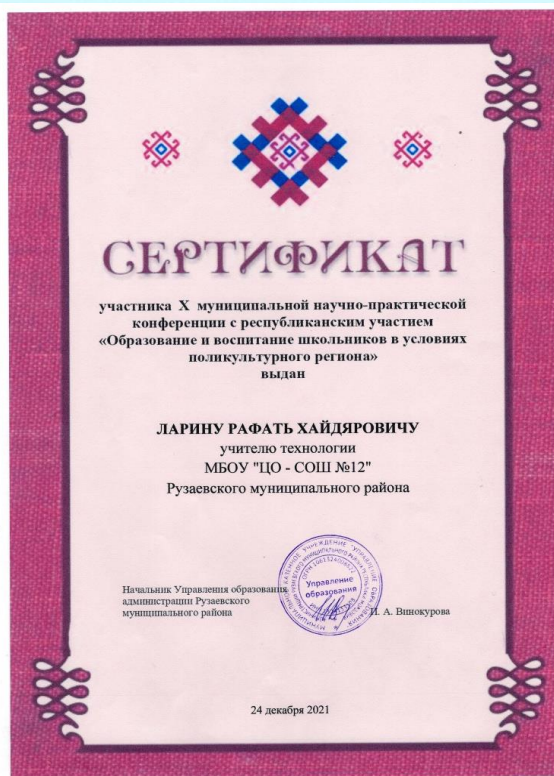 СЕРТИФИКАТ
участника X муниципальной научно-практической
конференции с республиканским участием
«Образование и воспитание школьников в условиях
поликультурного региона»
выдан
ЛАРИНУ РАФАТЬ ХАЙДЯРОВИЧУ
учителю технологии
МБОУ "ЦО - СОШ №12"
Рузаевского муниципального района
Управление
образования
Начальник Управления образования
администрации Рузаевского
муниципального района
И. А. Винокурова
24 декабря 2021